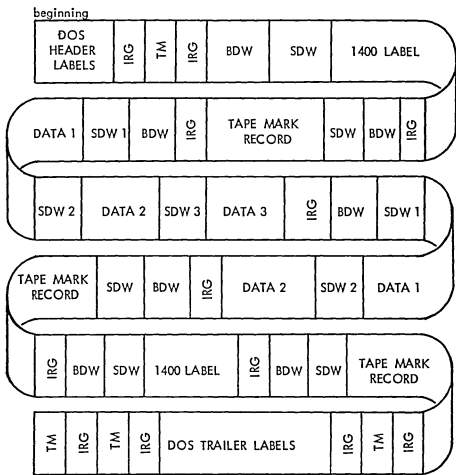 beginning
DOS HEADER LABELS IRG TM IRG BDW SDW 1400 LABEL
DATA 1 SDW 1 BDW IRG TAPE MARK RECORD SDW BDW IRG
SDW 2 DATA 2 SDW 3 DATA 3 IRG BDW SDW 1
TAPE MARK RECORD SDW BDW IRG DATA 2 SDW 2 DATA 1
IRG BDW SDW 1400 LABEL IRG BDW SDW TAPE MARK RECORD
TM IRG TM IRG DOS TRAILER LABELS IRG TM IRG